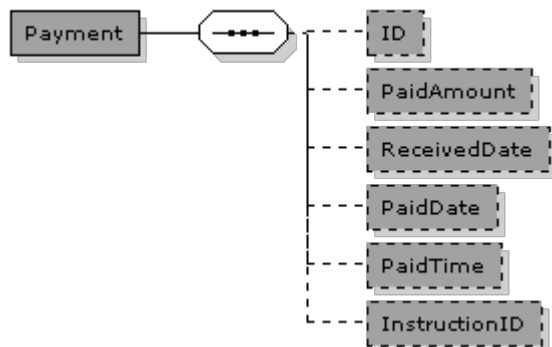 Payment
ID
PaidAmount
ReceivedDate
PaidDate
PaidTime
InstructionID